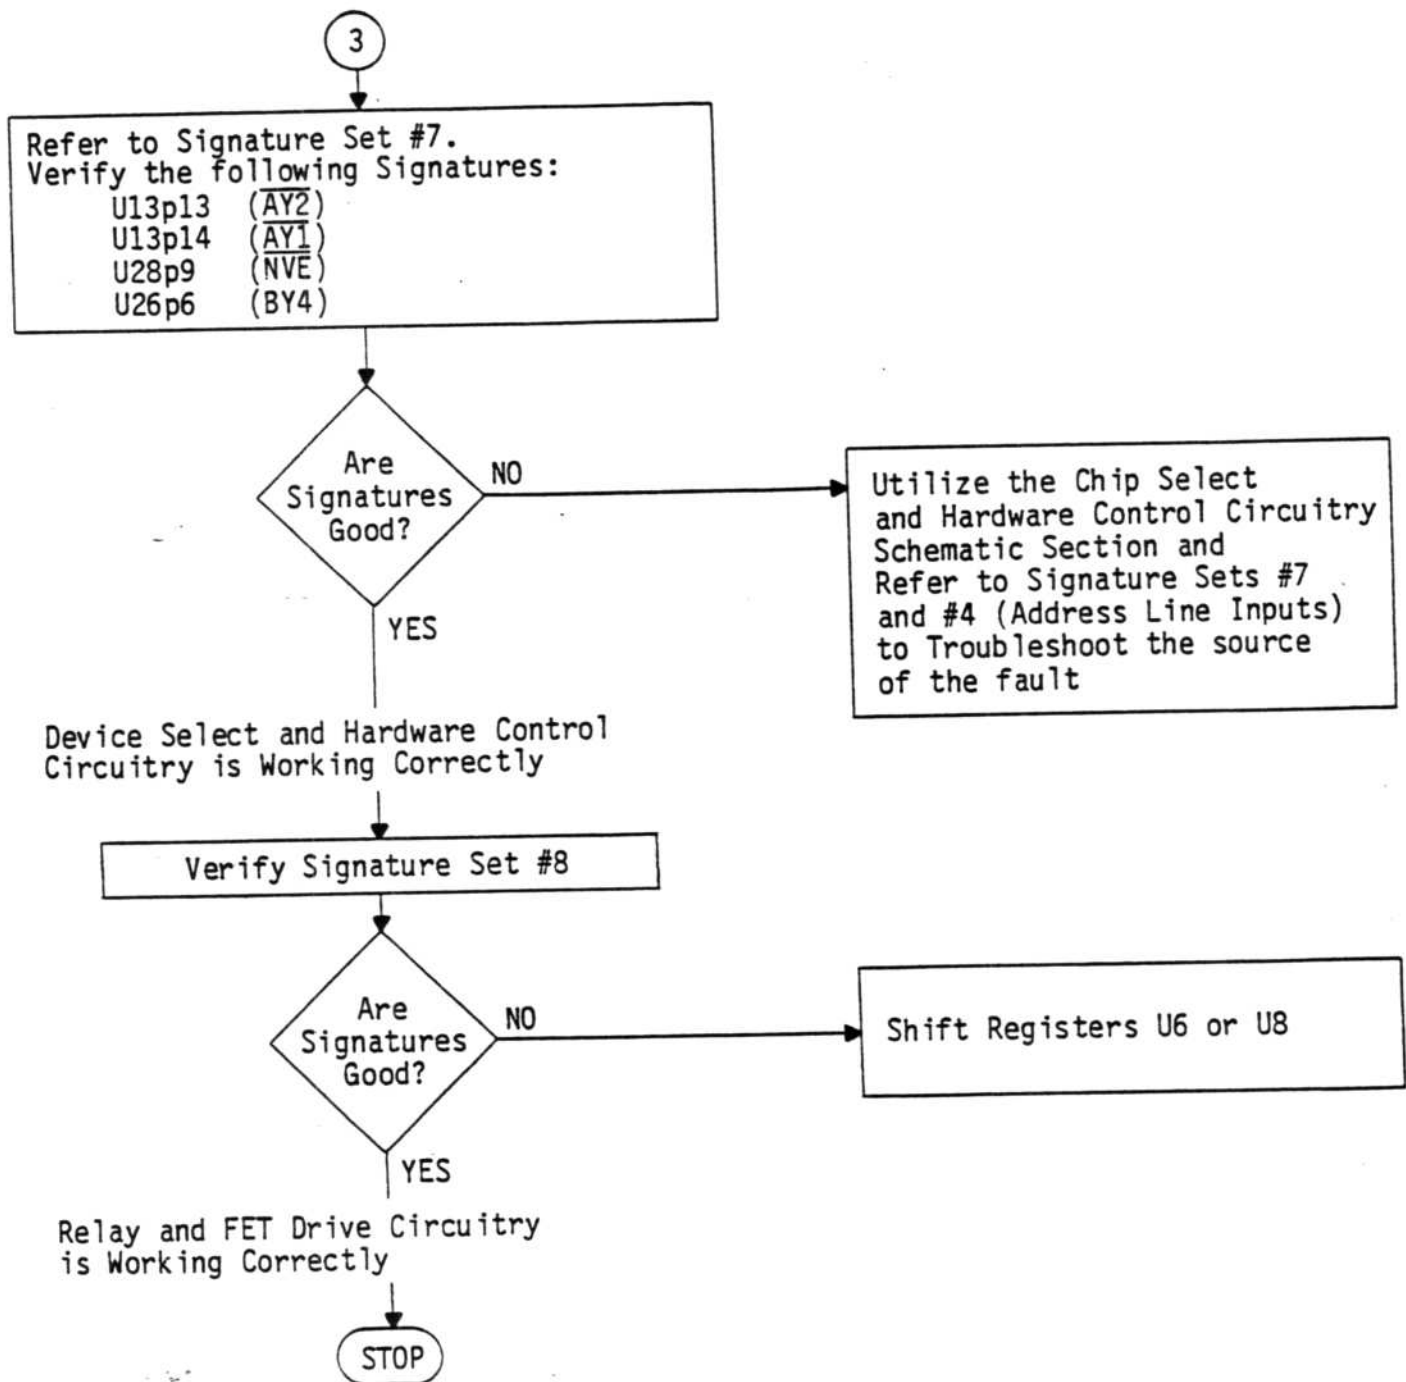 3
Refer to Signature Set #7.
Verify the following Signatures:
U13p13 (A̅Y̅2̅)
U13p14 (A̅Y̅1̅)
U28p9 (N̅V̅E̅)
U26p6 (BY4)
Are
Signatures
Good?
NO
Utilize the Chip Select
and Hardware Control Circuitry
Schematic Section and
Refer to Signature Sets #7
and #4 (Address Line Inputs)
to Troubleshoot the source
of the fault
YES
Device Select and Hardware Control
Circuitry is Working Correctly
Verify Signature Set #8
Are
Signatures
Good?
NO
Shift Registers U6 or U8
YES
Relay and FET Drive Circuitry
is Working Correctly
STOP